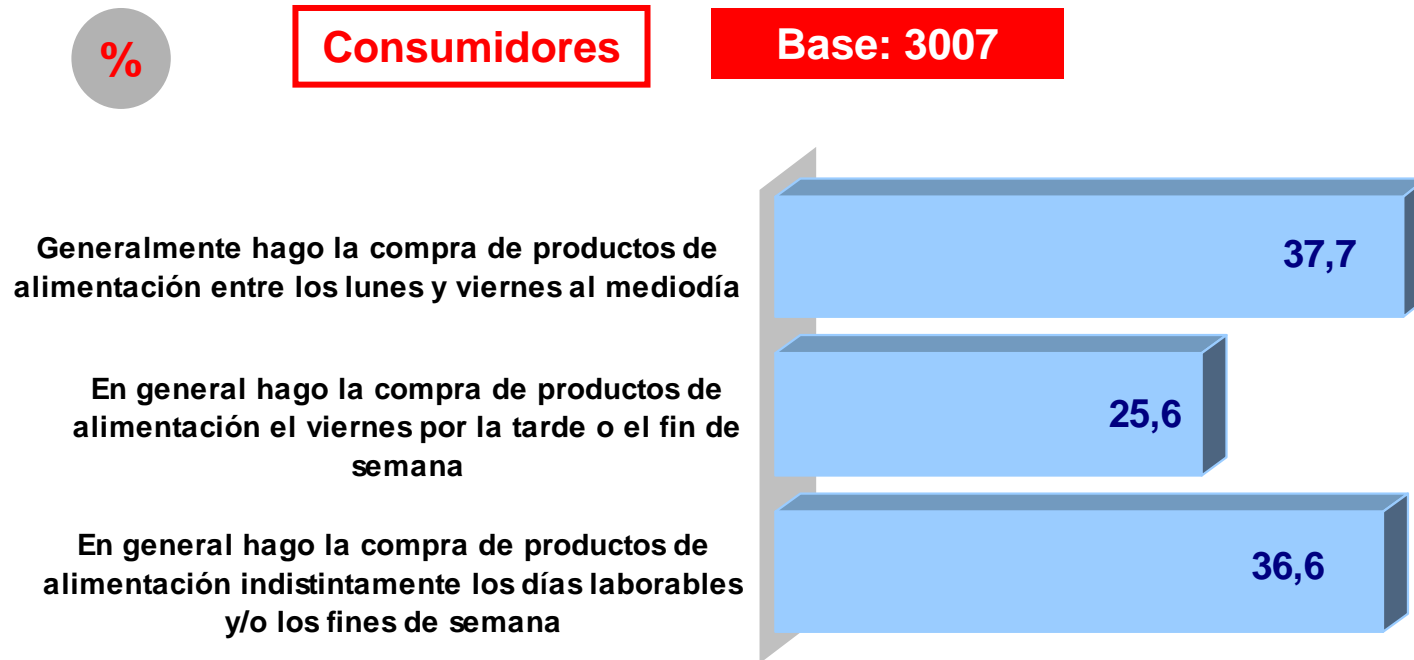 %
Consumidores
Base: 3007
Generalmente hago la compra de productos de
alimentación entre los lunes y viernes al mediodía
37,7
En general hago la compra de productos de
alimentación el viernes por la tarde o el fin de
semana
25,6
En general hago la compra de productos de
alimentación indistintamente los días laborables
y/o los fines de semana
36,6